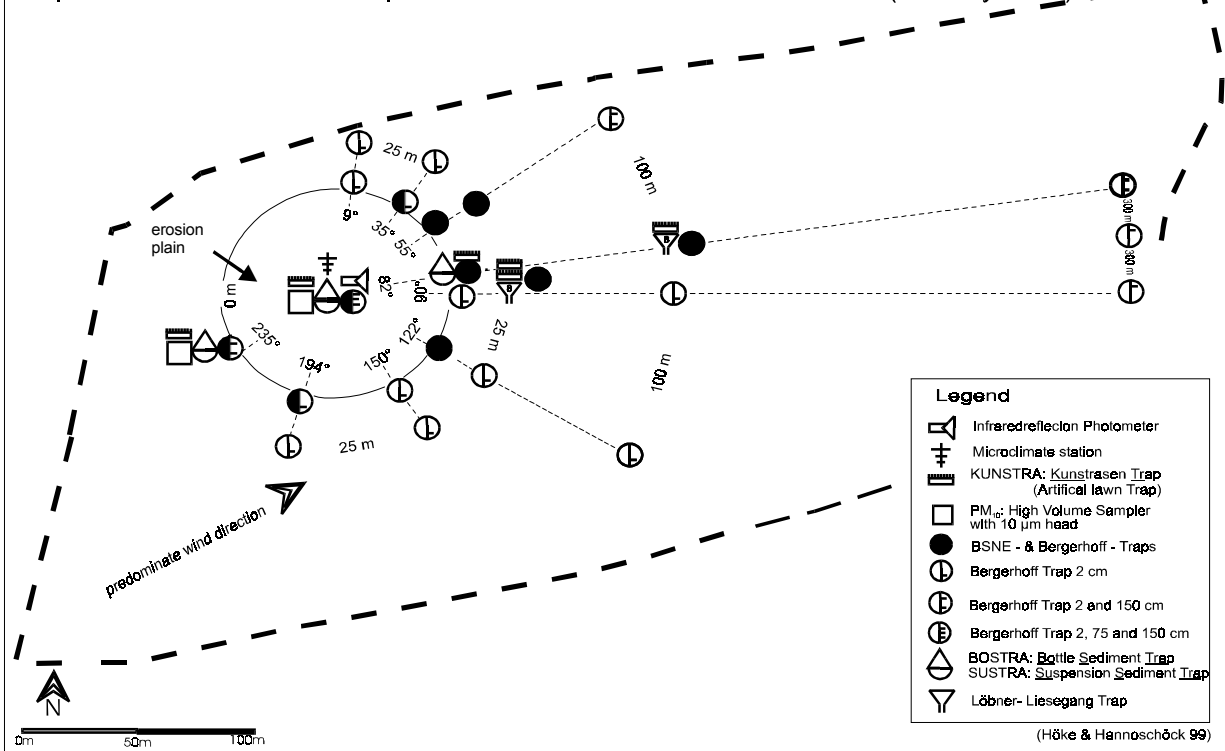 25 m
9°
35°
55°
100 m
erosion
plain
0 m
82°
90°
300 m
300 m
B
B
235°
194°
150°
122°
25 m
100 m
25 m
predominate wind direction
N
0m
50m
100m
Legend
Infraredreflecion Photometer
Microclimate station
KUNSTRA: Kunstrasen Trap
(Artifical lawn Trap)
PM10: High Volume Sampler
with 10 µm head
BSNE - & Bergerhoff - Traps
Bergerhoff Trap 2 cm
Bergerhoff Trap 2 and 150 cm
Bergerhoff Trap 2, 75 and 150 cm
BOSTRA: Bottle Sediment Trap
SUSTRA: Suspension Sediment Trap
Löbner- Liesegang Trap
(Höke & Hannoschöck 99)